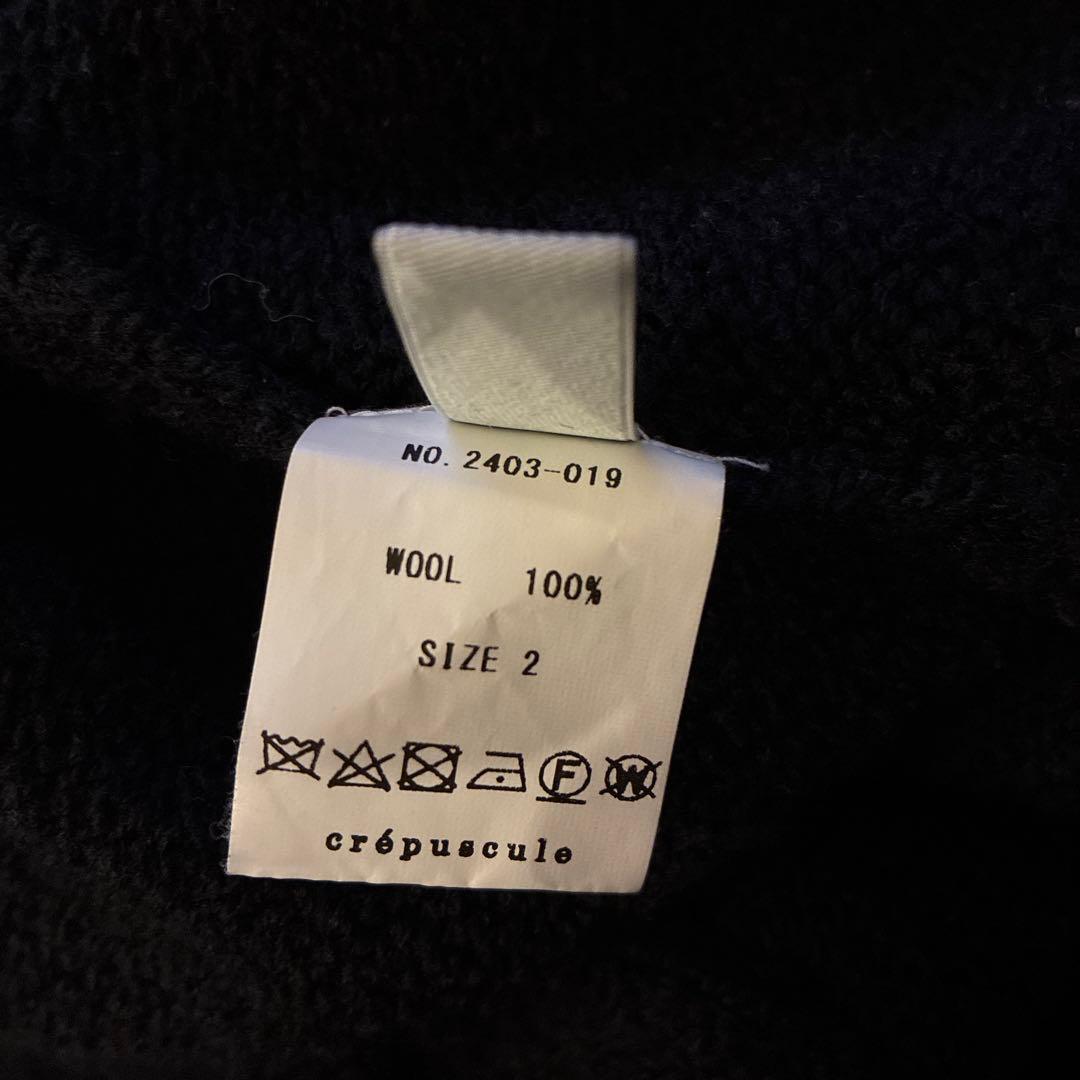 NO. 2403-019
WOOL 100%
SIZE 2
F W
crépuscule